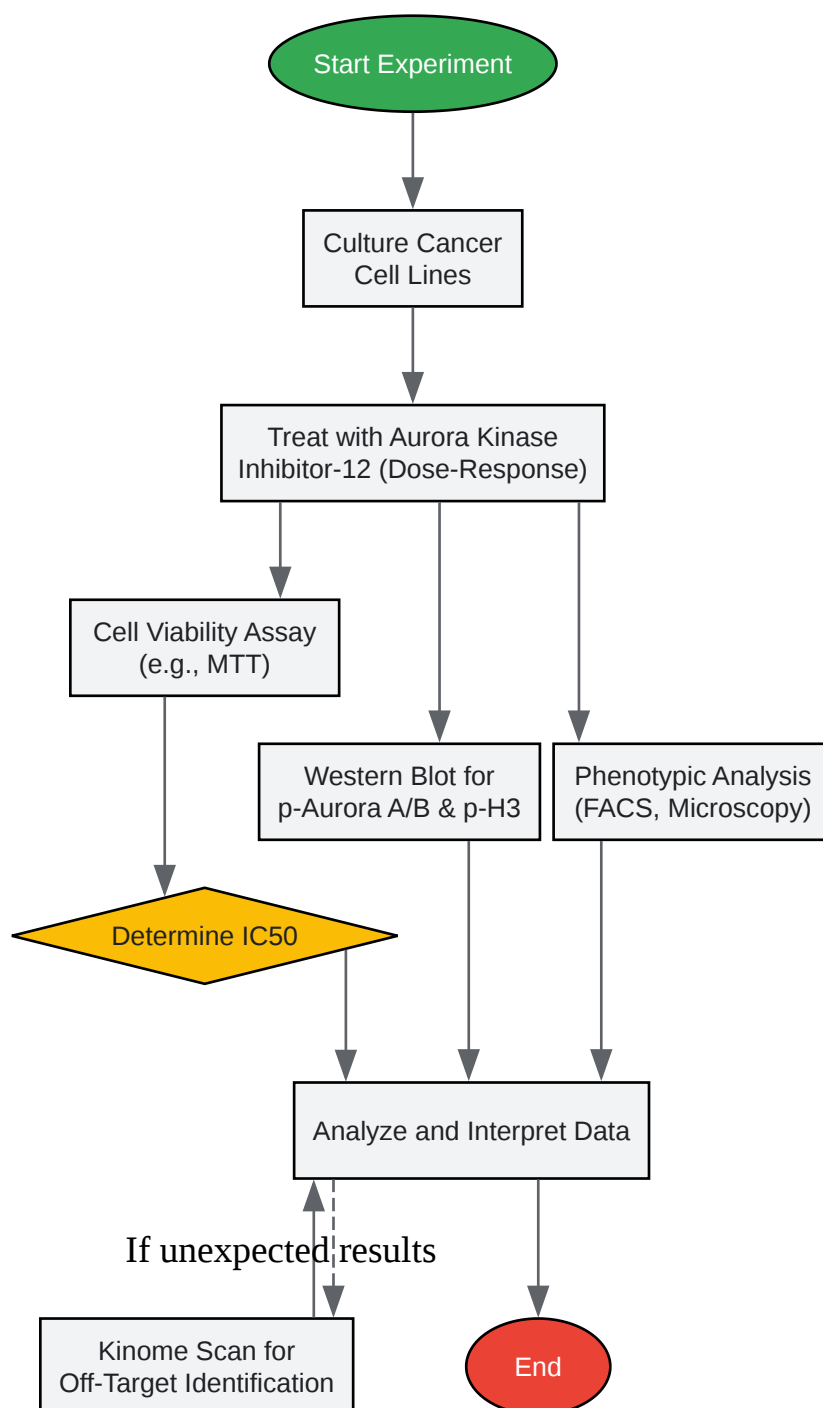 Start Experiment
Culture Cancer
Cell Lines
Treat with Aurora Kinase
Inhibitor-12 (Dose-Response)
Cell Viability Assay
(e.g., MTT)
Western Blot for
p-Aurora A/B & p-H3
Phenotypic Analysis
(FACS, Microscopy)
Determine IC50
Analyze and Interpret Data
If unexpected results
Kinome Scan for
Off-Target Identification
End